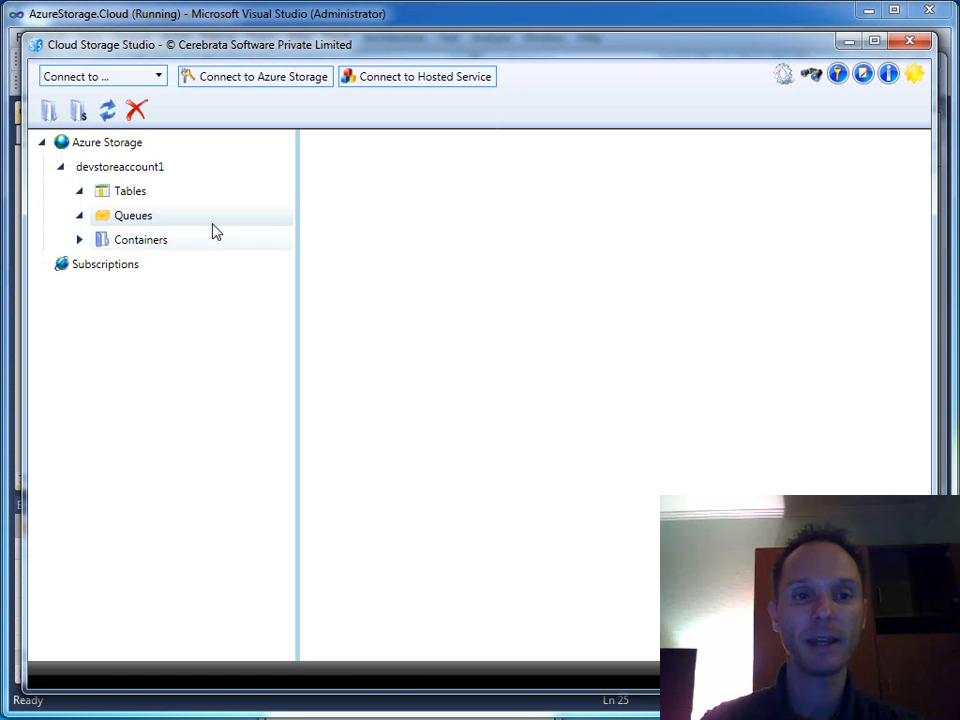 AzureStorage.Cloud (Running) - Microsoft Visual Studio (Administrator)
Cloud Storage Studio - © Cerebrata Software Private Limited
Connect to ... Connect to Azure Storage Connect to Hosted Service
Azure Storage
devstoreaccount1
Tables
Queues
Containers
Subscriptions
Ready Ln 25